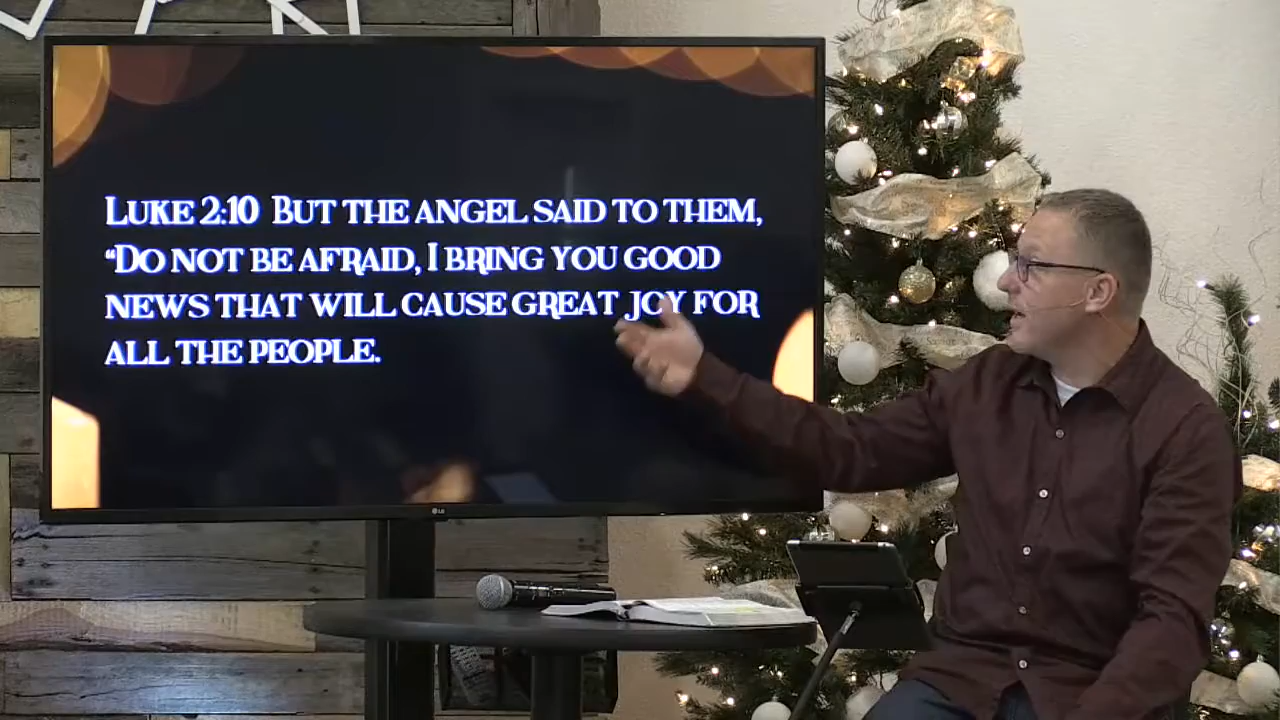 Luke 2:10 But the angel said to them,
“Do not be afraid, I bring you good
news that will cause great joy for
all the people.
LG